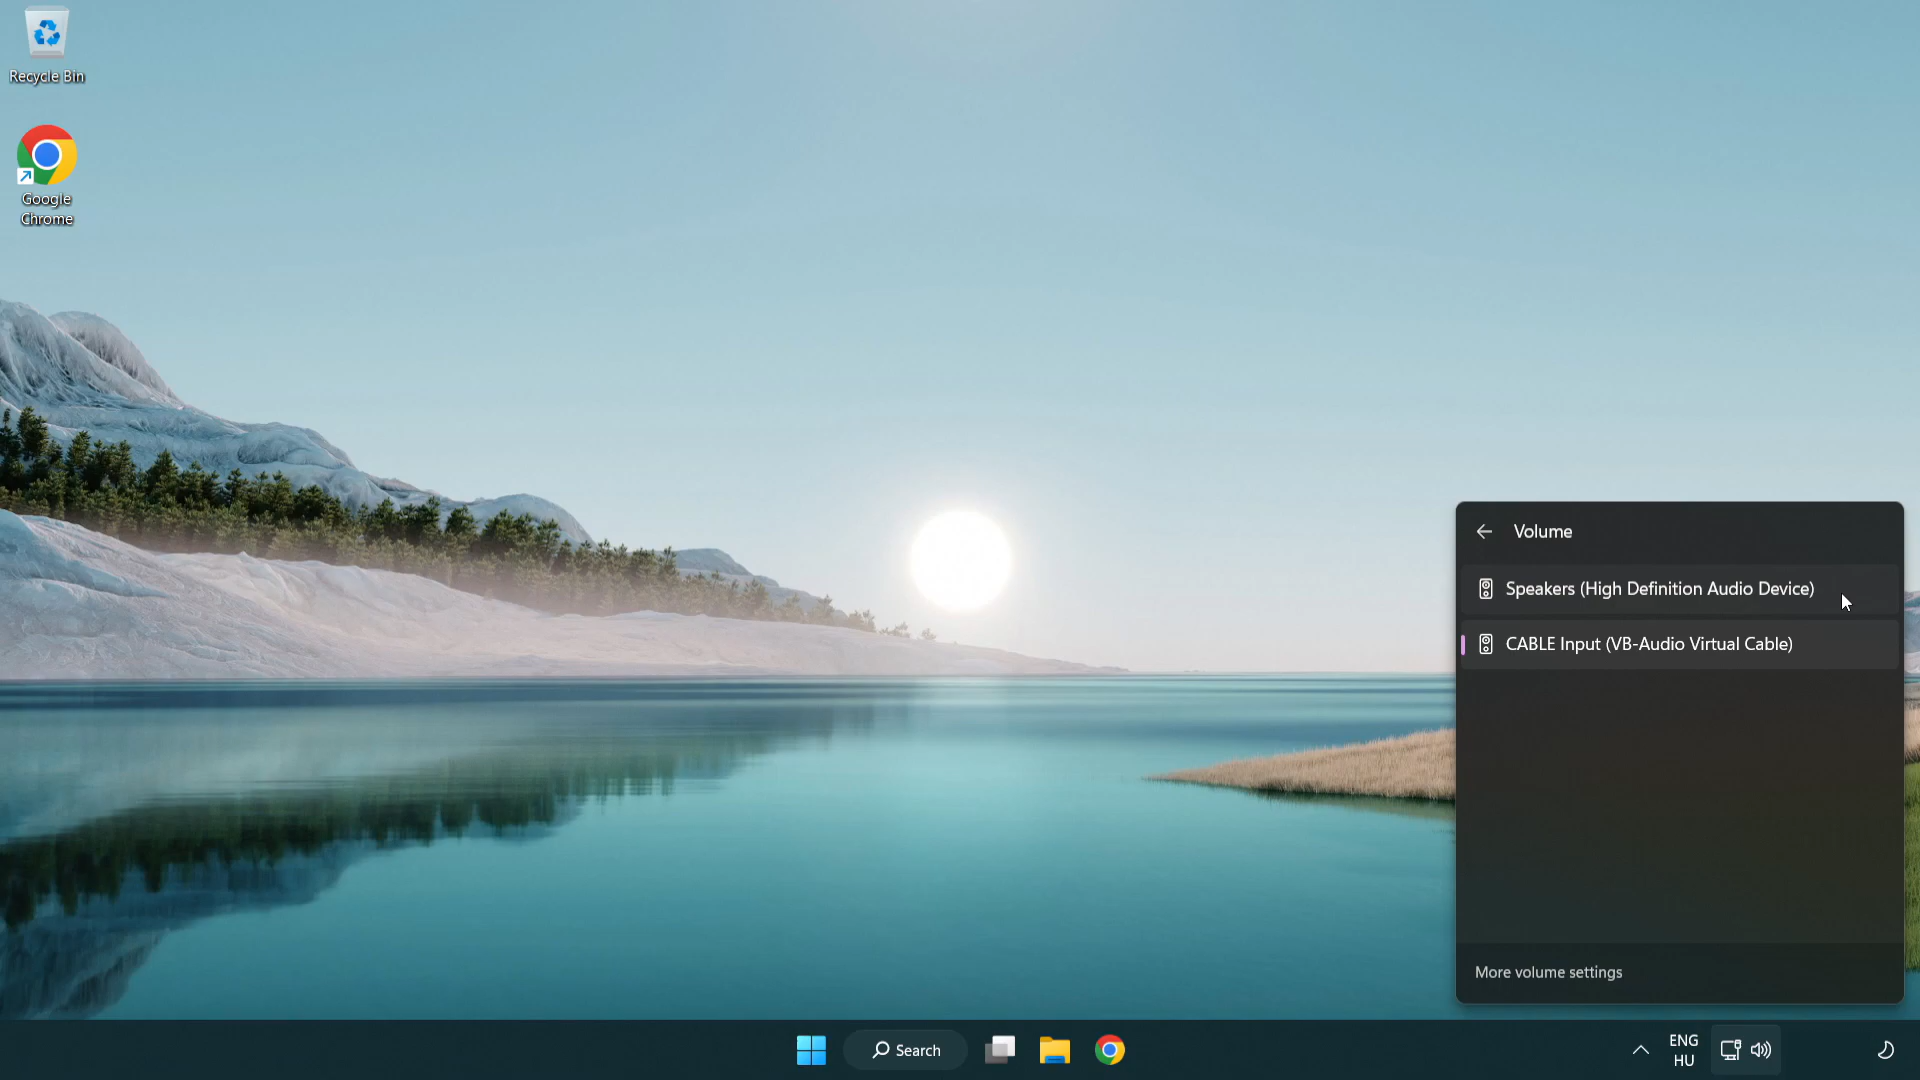 Recycle Bin
Google
Chrome
Volume
Speakers (High Definition Audio Device)
CABLE Input (VB-Audio Virtual Cable)
More volume settings
Search
ENG
HU